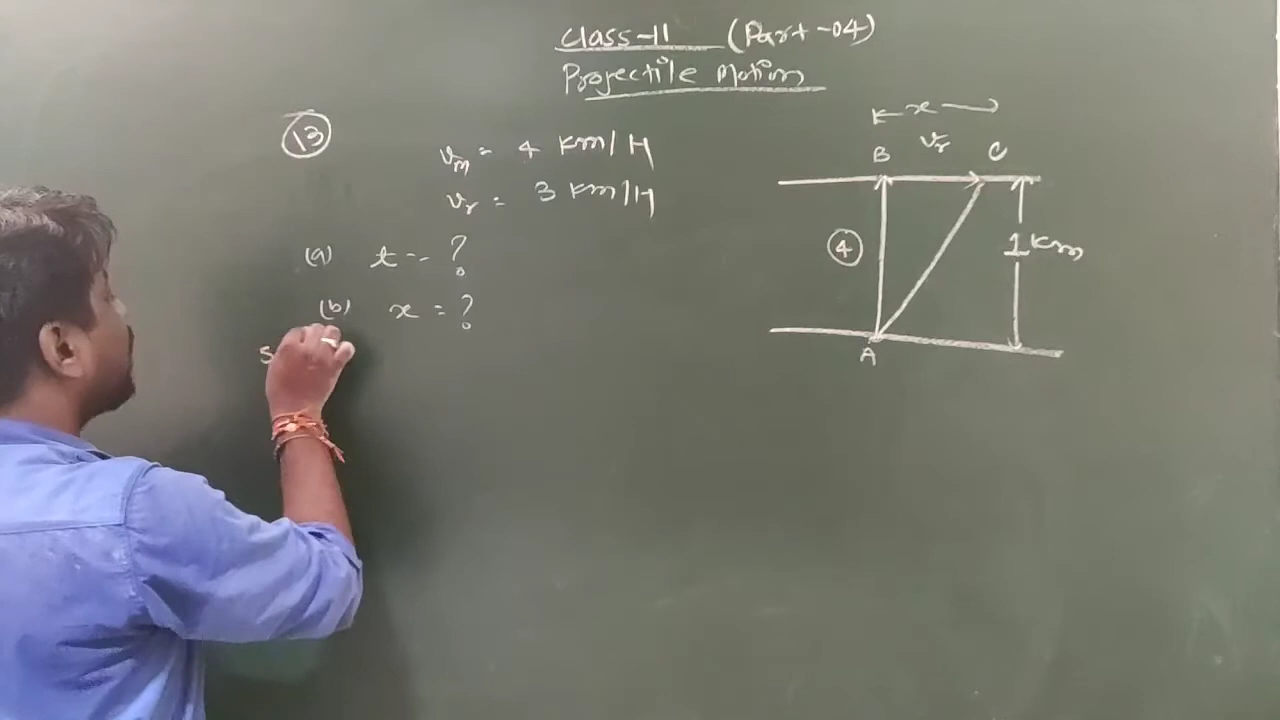 Class-11 (Part-04)
Projectile Motion
13
vm = 4 Km/H
vr = 3 Km/H
(a) t = ?
(b) x = ?
S
x
vr
B C
4
1 Km
A